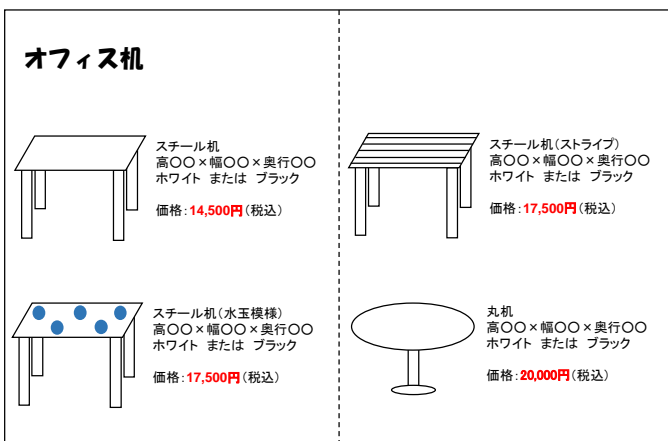 オフィス机
スチール机
高〇〇×幅〇〇×奥行〇〇
ホワイト または ブラック
価格：14,500円（税込）
スチール机（ストライプ）
高〇〇×幅〇〇×奥行〇〇
ホワイト または ブラック
価格：17,500円（税込）
スチール机（水玉模様）
高〇〇×幅〇〇×奥行〇〇
ホワイト または ブラック
価格：17,500円（税込）
丸机
高〇〇×幅〇〇×奥行〇〇
ホワイト または ブラック
価格：20,000円（税込）